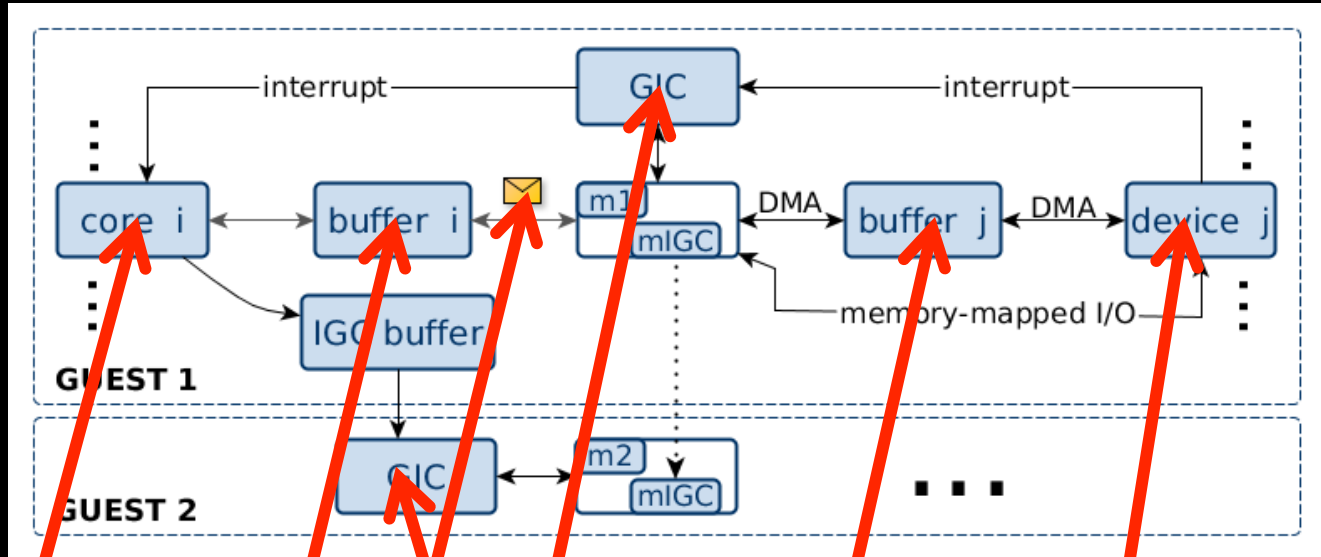 interrupt
GIC
interrupt
core i
buffer i
m1
mIGC
DMA
buffer j
DMA
device j
IGC buffer
memory-mapped I/O
GUEST 1
GIC
m2
mIGC
GUEST 2